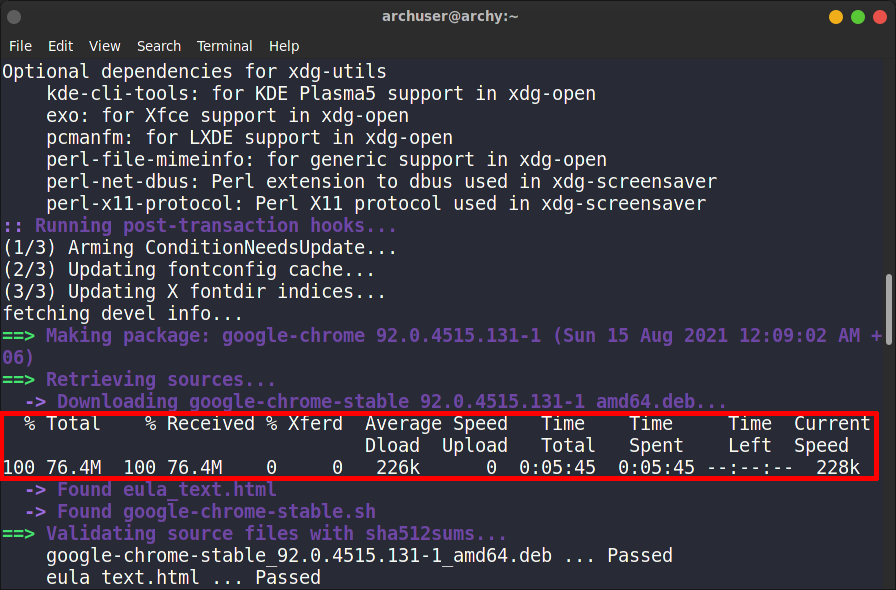 archuser@archy:~
File Edit View Search Terminal Help
Optional dependencies for xdg-utils
    kde-cli-tools: for KDE Plasma5 support in xdg-open
    exo: for Xfce support in xdg-open
    pcmanfm: for LXDE support in xdg-open
    perl-file-mimeinfo: for generic support in xdg-open
    perl-net-dbus: Perl extension to dbus used in xdg-screensaver
    perl-x11-protocol: Perl X11 protocol used in xdg-screensaver
:: Running post-transaction hooks...
(1/3) Arming ConditionNeedsUpdate...
(2/3) Updating fontconfig cache...
(3/3) Updating X fontdir indices...
fetching devel info...
==> Making package: google-chrome 92.0.4515.131-1 (Sun 15 Aug 2021 12:09:02 AM +
06)
==> Retrieving sources...
  -> Downloading google-chrome-stable_92.0.4515.131-1_amd64.deb...
  % Total    % Received % Xferd  Average Speed   Time    Time     Time  Current
                                 Dload  Upload   Total   Spent    Left  Speed
100 76.4M  100 76.4M    0     0   226k      0  0:05:45  0:05:45 --:--:--  228k
  -> Found eula_text.html
  -> Found google-chrome-stable.sh
==> Validating source files with sha512sums...
    google-chrome-stable_92.0.4515.131-1_amd64.deb ... Passed
    eula_text.html ... Passed